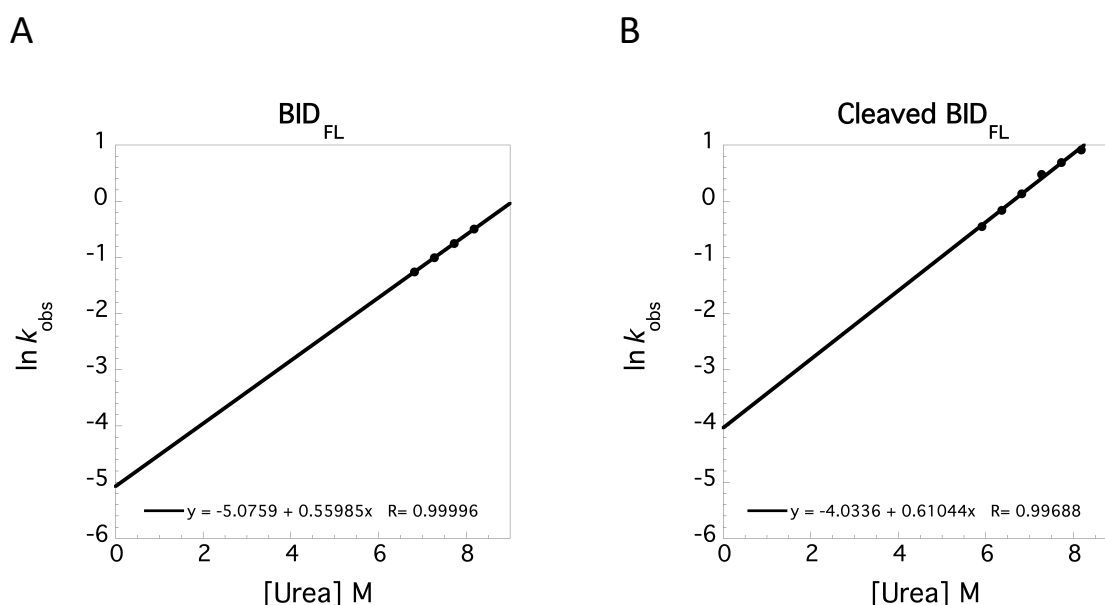 A
B
BID FL
Cleaved BID FL
1
0
-1
-2
-3
-4
-5
-6
ln k obs
y = -5.0759 + 0.55985x R= 0.99996
0
2
4
6
8
[Urea] M
1
0
-1
-2
-3
-4
-5
-6
ln k obs
y = -4.0336 + 0.61044x R= 0.99688
0
2
4
6
8
[Urea] M